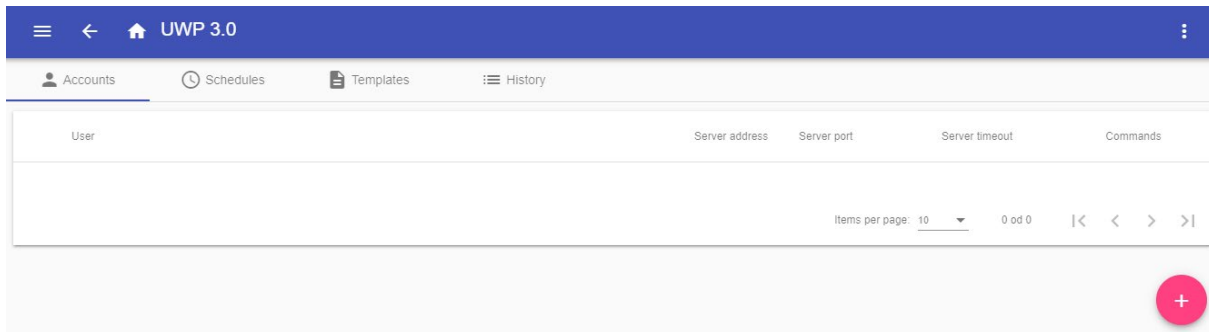 UWP 3.0
Accounts Schedules Templates History
User Server address Server port Server timeout Commands
Items per page: 10 0 od 0